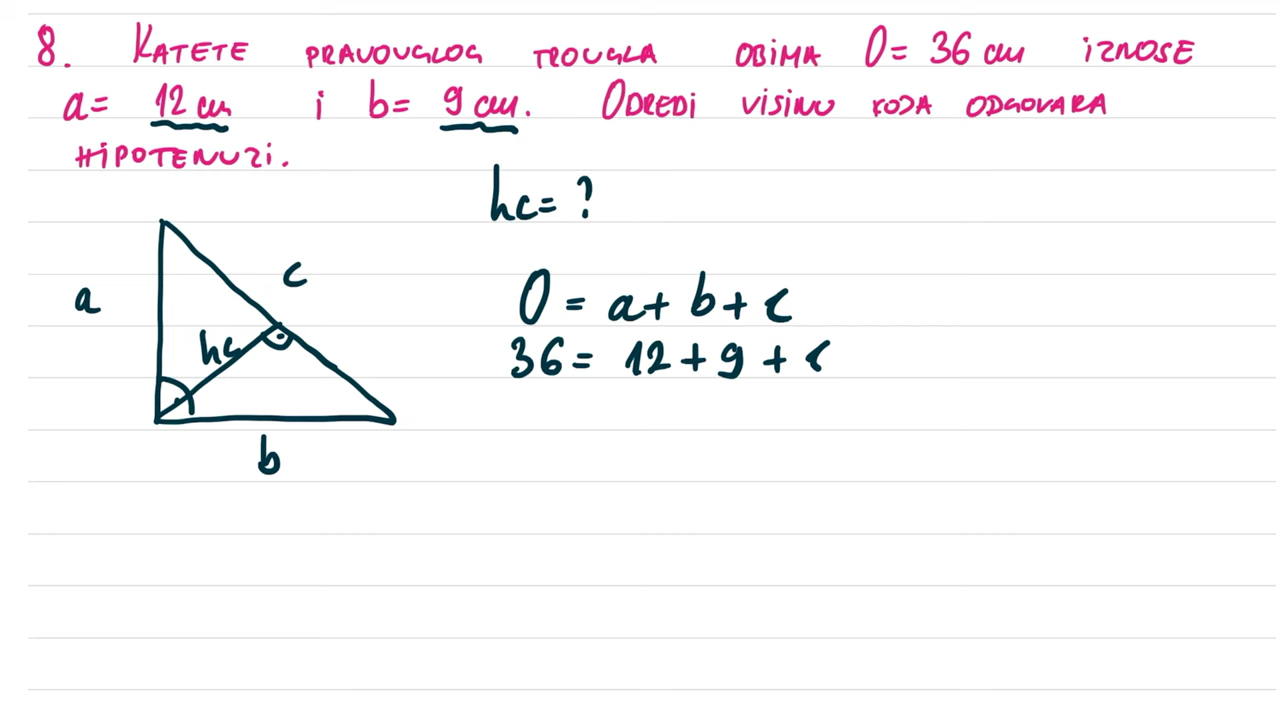 8. KATETE PRAVOUGLOG TROUGLA OBIMA O= 36 cm IZNOSE
a= 12 cm i b= 9 cm. ODREDI VISINU KOJA ODGOVARA
HIPOTENUZI.
hc= ?
c
a
O = a+ b+ c
hc
36= 12+9+c
b